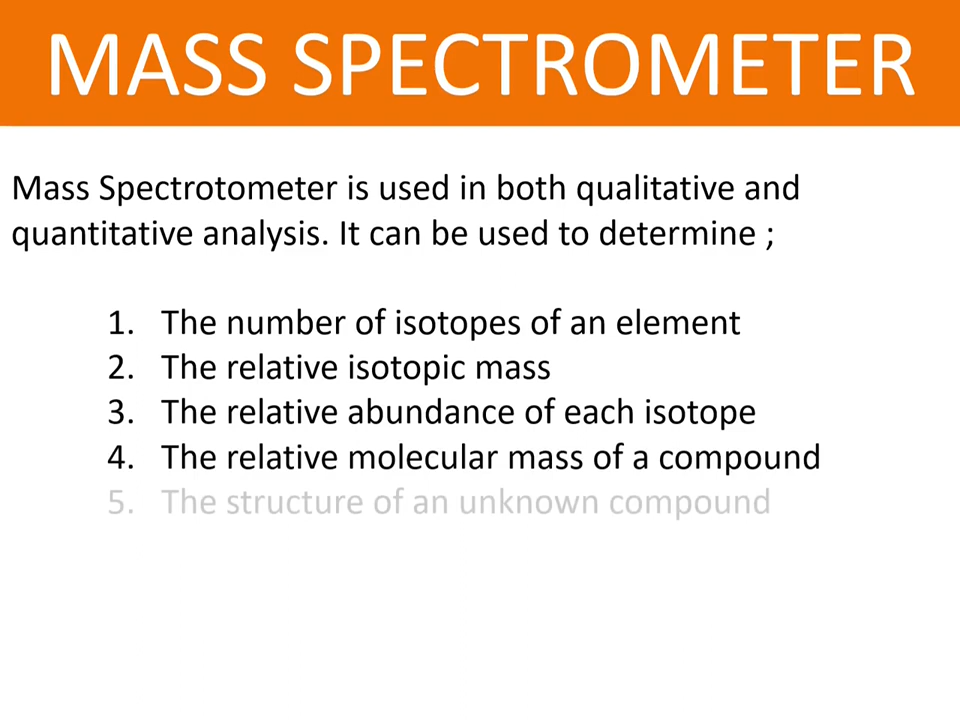 MASS SPECTROMETER
Mass Spectrotometer is used in both qualitative and
quantitative analysis. It can be used to determine ;
1. The number of isotopes of an element
2. The relative isotopic mass
3. The relative abundance of each isotope
4. The relative molecular mass of a compound
5. The structure of an unknown compound